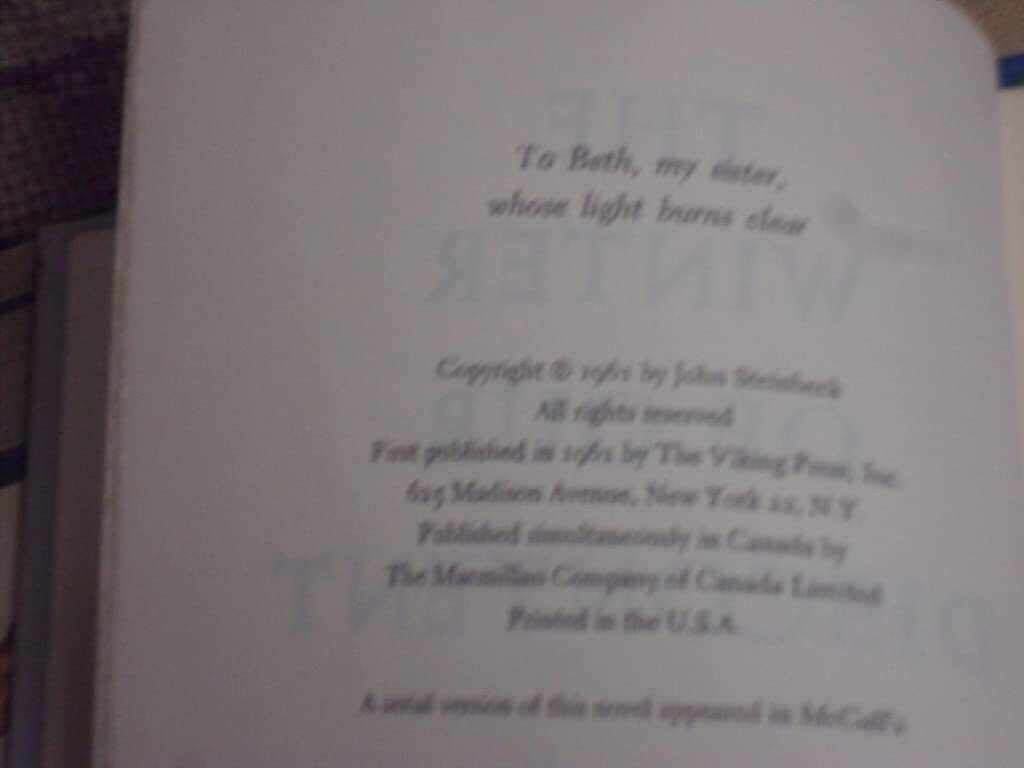 To Beth, my sister,
whose light burns clear
Copyright © 1961 by John Steinbeck
All rights reserved
First published in 1961 by The Viking Press, Inc.
625 Madison Avenue, New York 22, N.Y.
Published simultaneously in Canada by
The Macmillan Company of Canada Limited
Printed in the U.S.A.
A serial version of this novel appeared in McCall's